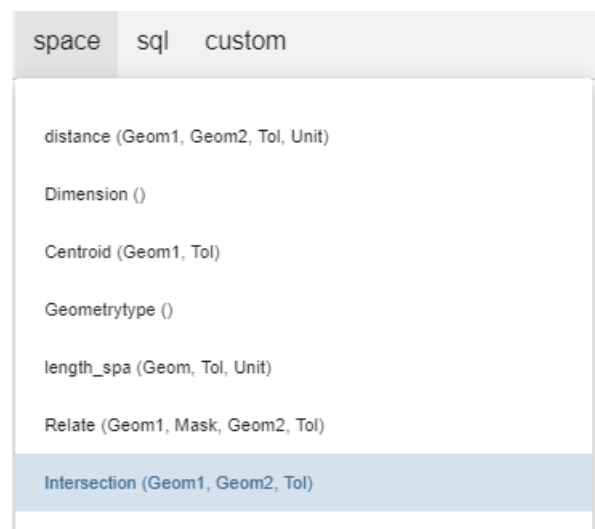 space sql custom
distance (Geom1, Geom2, Tol, Unit)
Dimension ()
Centroid (Geom1, Tol)
Geometrytype ()
length_spa (Geom, Tol, Unit)
Relate (Geom1, Mask, Geom2, Tol)
Intersection (Geom1, Geom2, Tol)